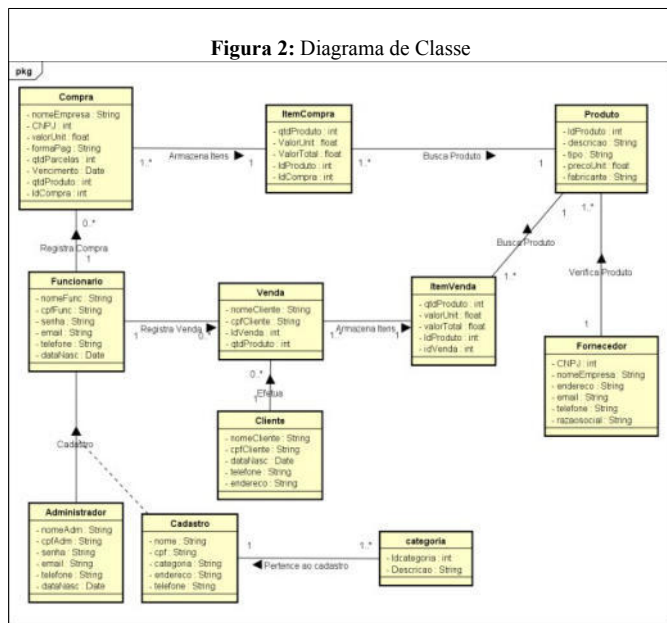 Figura 2: Diagrama de Classe
pkg
Compra
- nomeEmpresa : String
- CNPJ : int
- valorUnit : float
- formaPag : String
- qtdParcelas : int
- Vencimento : Date
- qtdProduto : int
- IdCompra : int
1..*
Armazena Itens
1
ItemCompra
- qtdProduto : int
- ValorUnit : float
- ValorTotal : float
- IdProduto : int
- IdCompra : int
1..*
Busca Produto
1
Produto
- IdProduto : int
- descricao : String
- tipo : String
- precoUnit : float
- fabricante : String
0..*
Registra Compra
1
1
Busca Produto
1..*
1..*
Verifica Produto
1
Funcionario
- nomeFunc : String
- cpfFunc : String
- senha : String
- email : String
- telefone : String
- dataNasc : Date
1
Registra Venda
0..*
Venda
- nomeCliente : String
- cpfCliente : String
- IdVenda : int
- qtdProduto : int
1..*
Armazena Itens
1
ItemVenda
- qtdProduto : int
- valorUnit : float
- valorTotal : float
- IdProduto : int
- idVenda : int
Fornecedor
- CNPJ : int
- nomeEmpresa : String
- endereco : String
- email : String
- telefone : String
- razaosocial : String
0..*
Efetua
1
Cliente
- nomeCliente : String
- cpfCliente : String
- dataNasc : Date
- telefone : String
- endereco : String
Cadastro
Administrador
- nomeAdm : String
- cpfAdm : String
- senha : String
- email : String
- telefone : String
- dataNasc : Date
Cadastro
- nome : String
- cpf : String
- categoria : String
- endereco : String
- telefone : String
1
Pertence ao cadastro
1..*
categoria
- Idcategoria : int
- Descricao : String